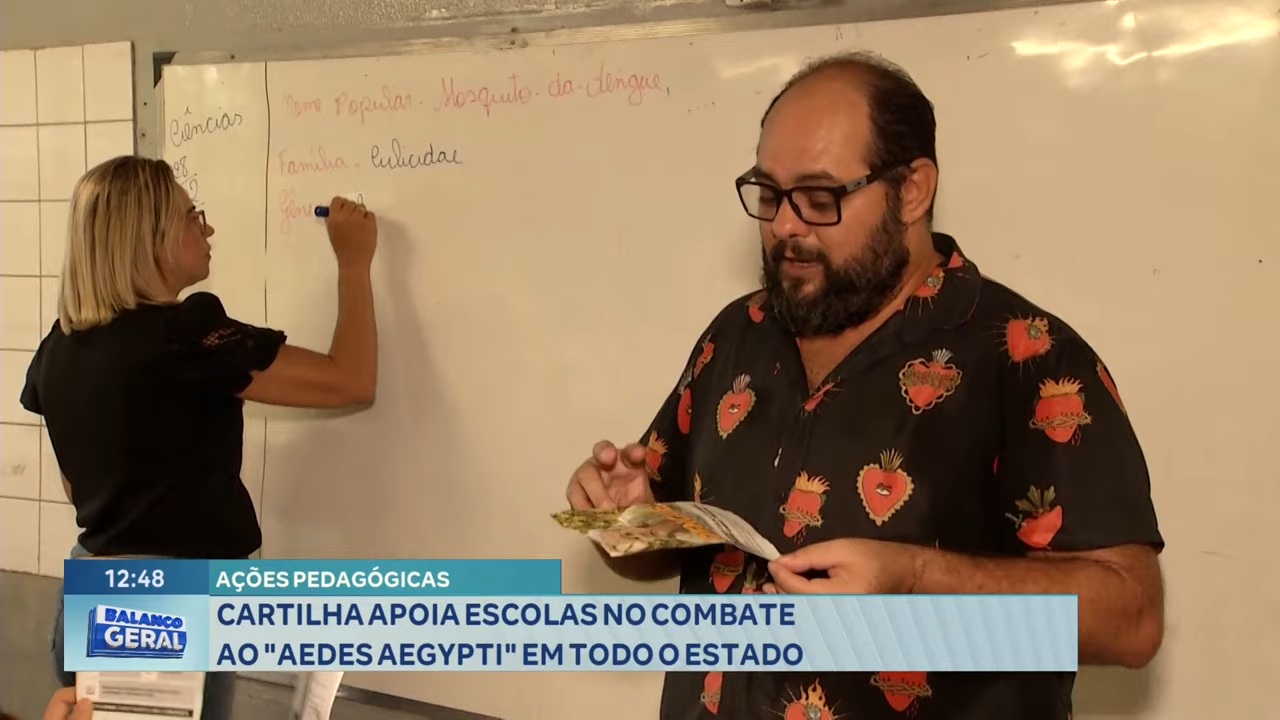 Nome Popular - Mosquito-da-dengue,
Ciências
28
Família - Culicidae
12:48
AÇÕES PEDAGÓGICAS
BALANÇO
GERAL
CARTILHA APOIA ESCOLAS NO COMBATE
AO "AEDES AEGYPTI" EM TODO O ESTADO